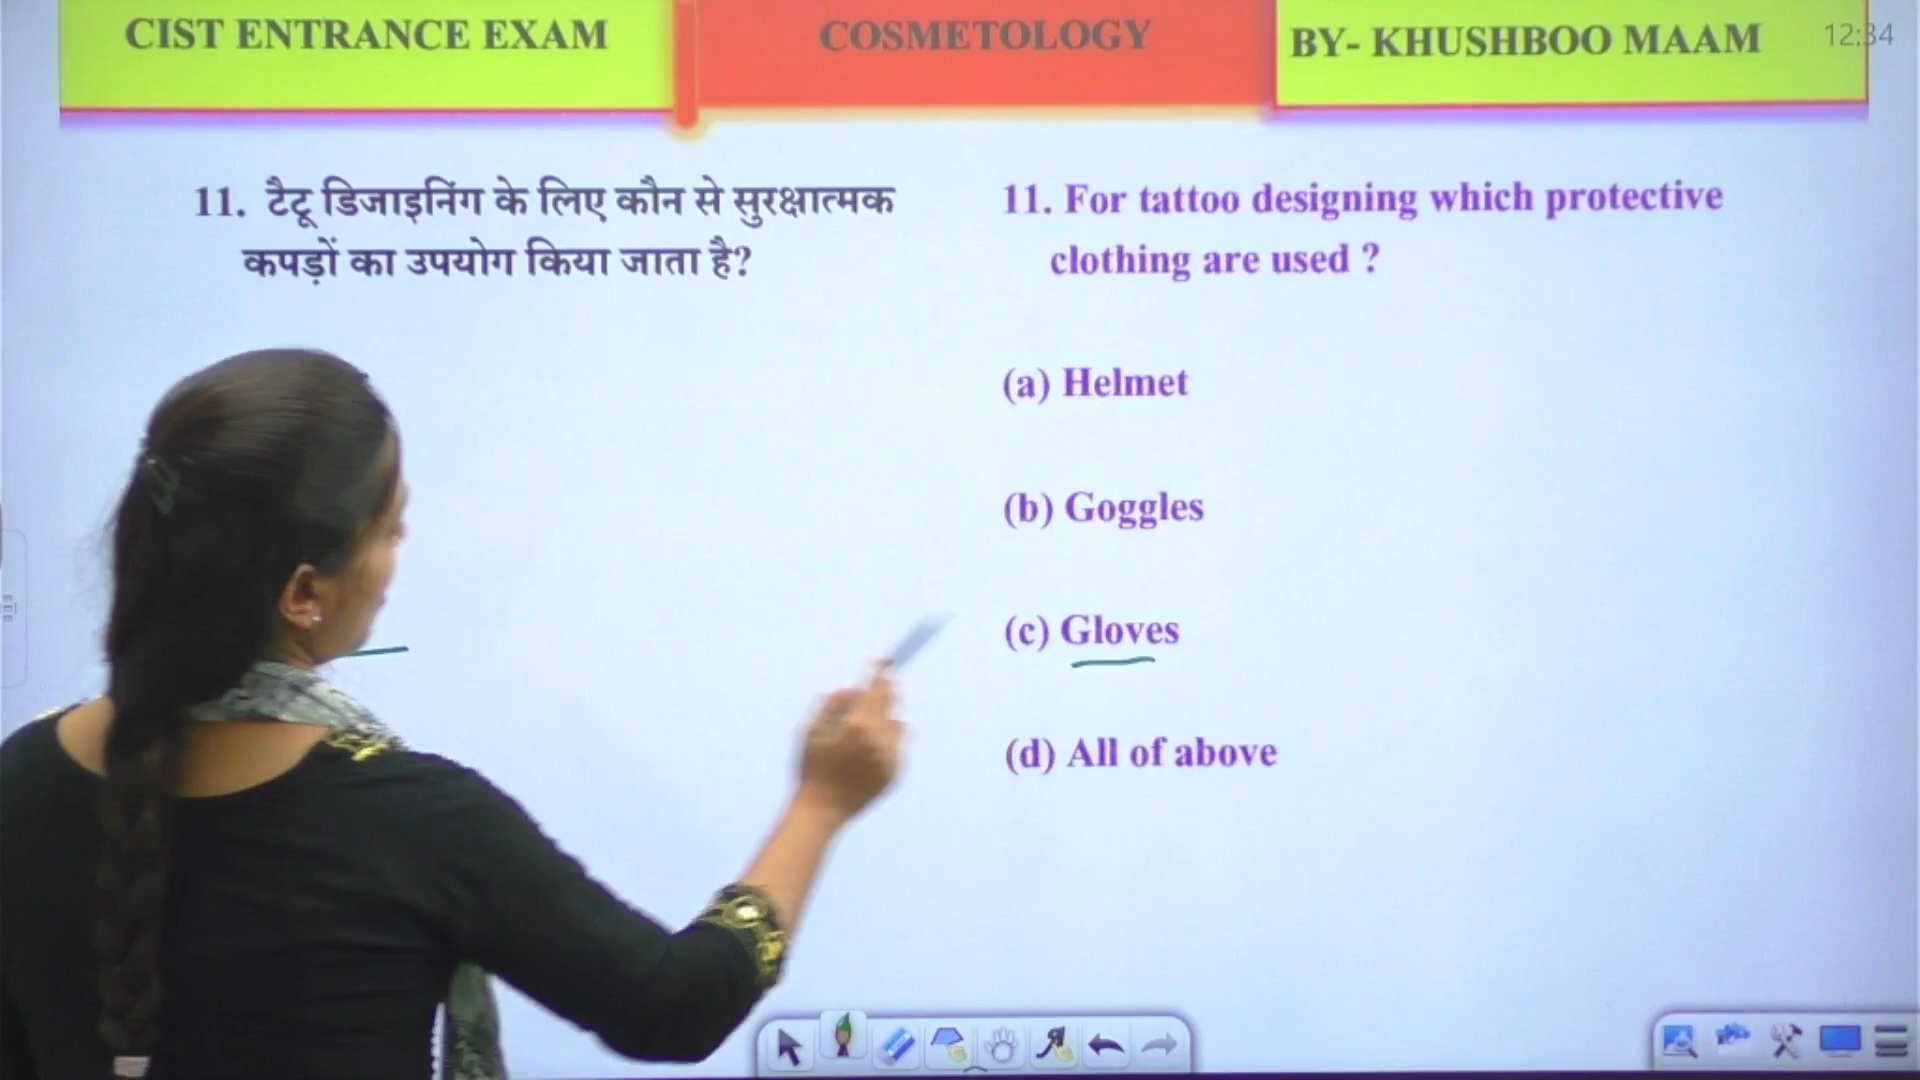 CIST ENTRANCE EXAM
COSMETOLOGY
BY- KHUSHBOO MAAM
12:34
11. टैटू डिजाइनिंग के लिए कौन से सुरक्षात्मक
कपड़ों का उपयोग किया जाता है?
11. For tattoo designing which protective
clothing are used ?
(a) Helmet
(b) Goggles
(c) Gloves
(d) All of above